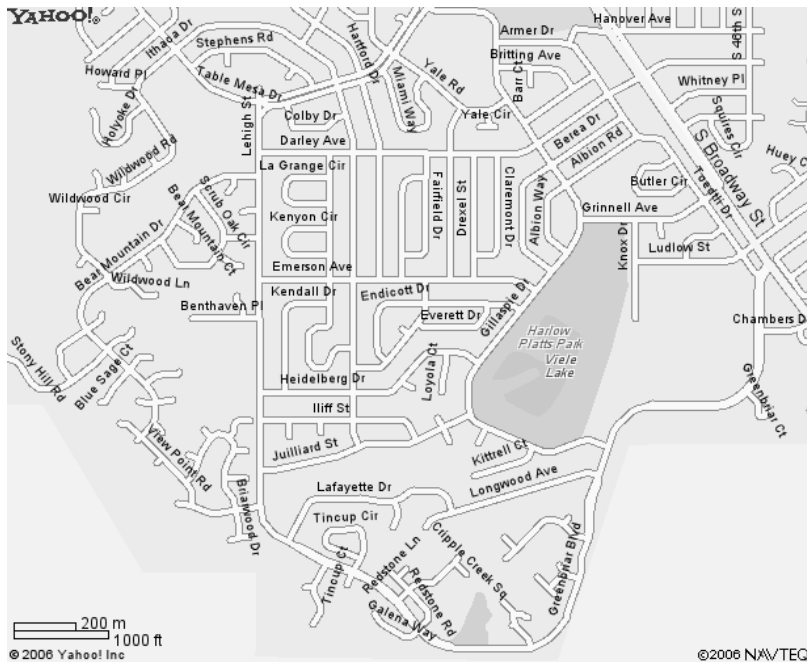 YAHOO!®
Ithaca Dr
Stephens Rd
Hartford Dr
Armer Dr
Hanover Ave
S 46th S
Britting Ave
Howard Pl
Table Mesa Dr
Miami Way
Yale Rd
Barr Ct
Whitney Pl
Holyoke Dr
Lehigh St
Colby Dr
Yale Cir
Squires Cir
Darley Ave
Berea Dr
Albion Rd
S Broadway St
Wildwood Rd
La Grange Cir
Huey C
Scrub Oak Cir
Fairfield Dr
Drexel St
Claremont Dr
Albion Way
Butler Cir
Toedtli Dr
Wildwood Cir
Bear Mountain Ct
Kenyon Cir
Grinnell Ave
Bear Mountain Dr
Knox Dr
Ludlow St
Emerson Ave
Wildwood Ln
Kendall Dr
Endicott Dr
Gillaspie Dr
Benthaven Pl
Everett Dr
Chambers D
Harlow
Platts Park
Viele
Lake
Stony Hill Rd
Blue Sage Ct
Loyola Ct
Heidelberg Dr
Greenbriar Ct
Iliff St
View Point Rd
Juilliard St
Kittrell Ct
Longwood Ave
Lafayette Dr
Briarwood Dr
Tincup Cir
Cripple Creek Sq
Redstone Ln
Greenbriar Blvd
Tincup Ct
Redstone Rd
Galena Way
200 m
1000 ft
© 2006 Yahoo! Inc
©2006 NAVTEQ